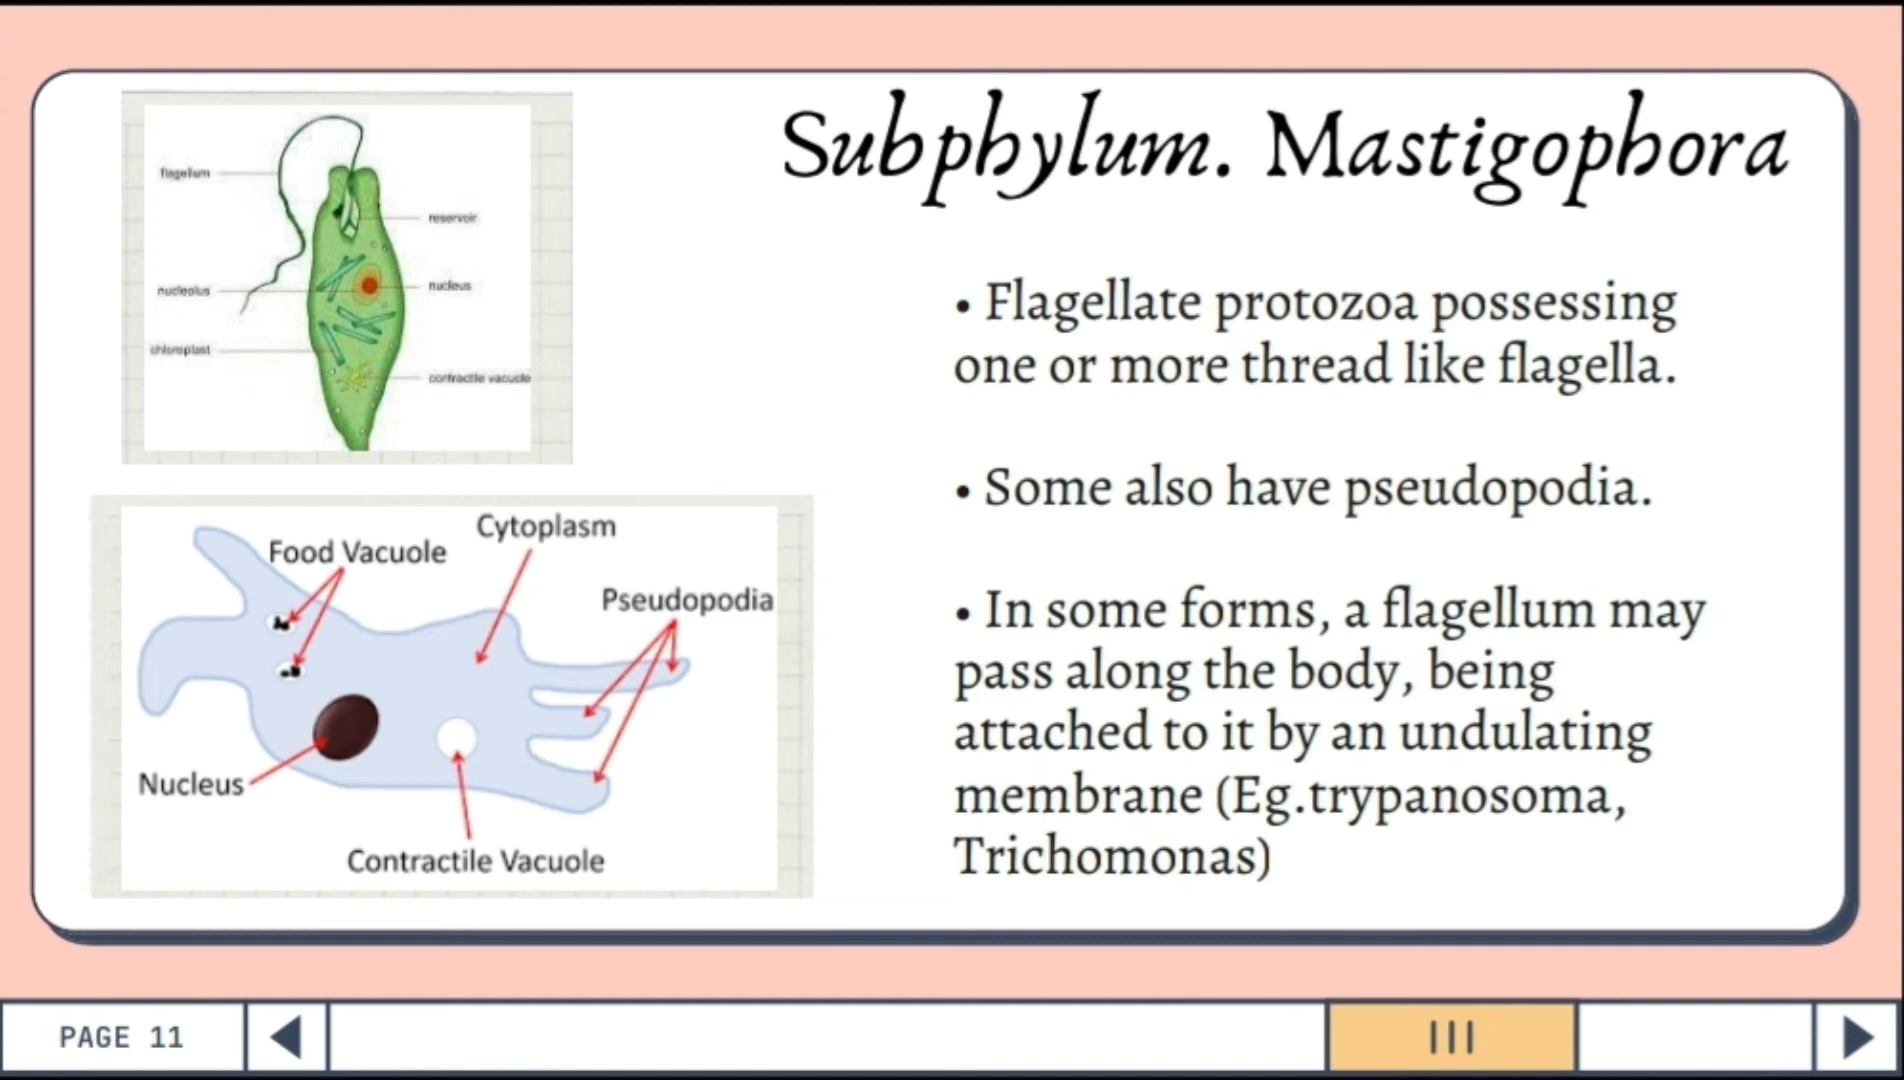 Subphylum. Mastigophora
flagellum
reservoir
nucleolus
nucleus
chloroplast
contractile vacuole
Cytoplasm
Food Vacuole
Pseudopodia
Nucleus
Contractile Vacuole
• Flagellate protozoa possessing
one or more thread like flagella.
• Some also have pseudopodia.
• In some forms, a flagellum may
pass along the body, being
attached to it by an undulating
membrane (Eg.trypanosoma,
Trichomonas)
PAGE 11